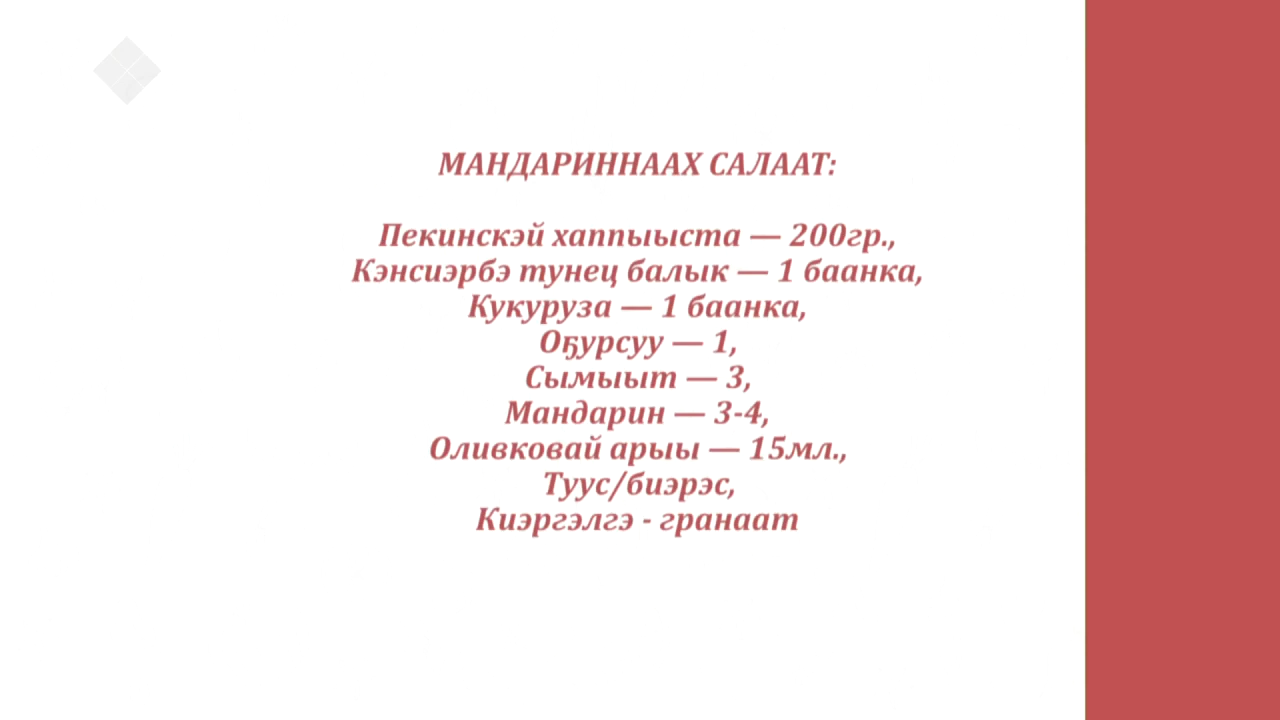 МАНДАРИННААХ САЛААТ:
Пекинскэй хаппыыста — 200гр.,
Кэнсиэрбэ тунец балык — 1 баанка,
Кукуруза — 1 баанка,
Оҕурсуу — 1,
Сымыыт — 3,
Мандарин — 3-4,
Оливковай арыы — 15мл.,
Туус/биэрэс,
Киэргэлгэ - гранаат